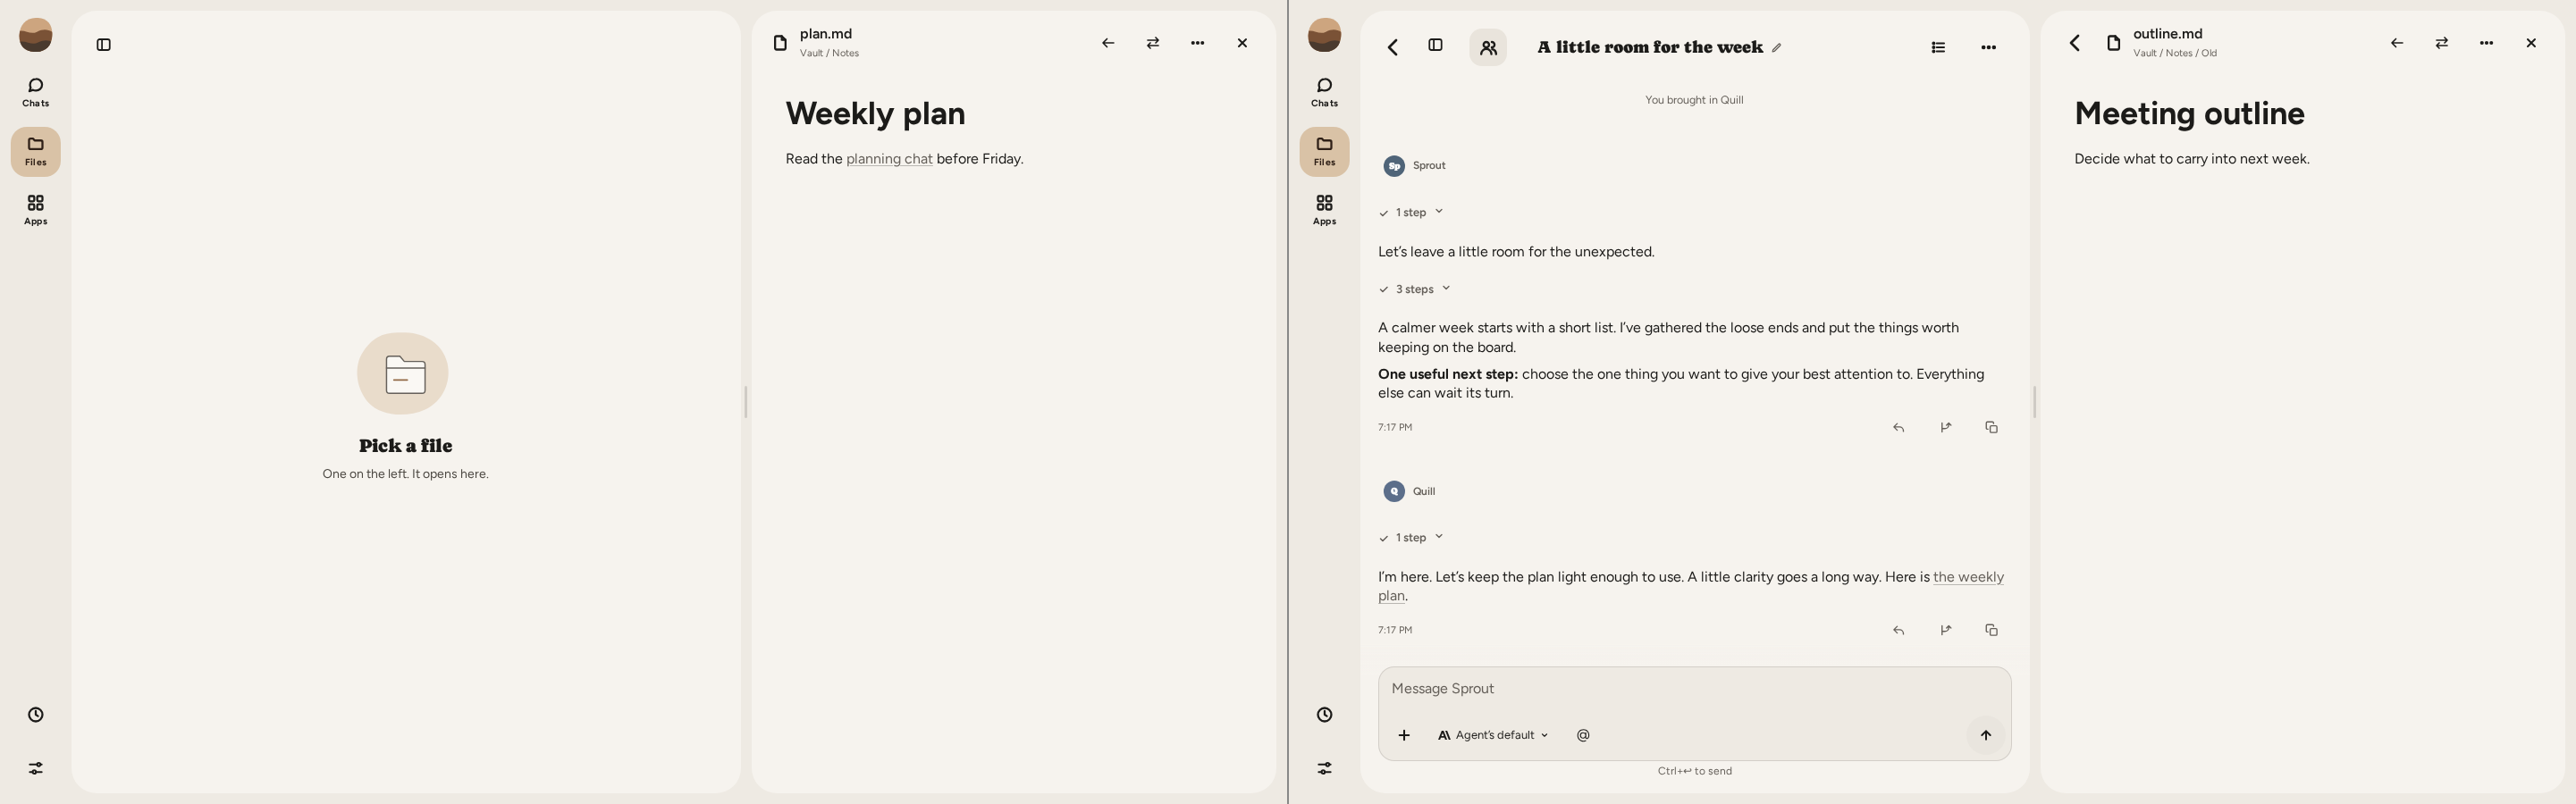 Chats
Files
Apps
Pick a file
One on the left. It opens here.
plan.md
Vault / Notes
Weekly plan
Read the planning chat before Friday.
Chats
Files
Apps
A little room for the week
You brought in Quill
Sp Sprout
1 step
Let's leave a little room for the unexpected.
3 steps
A calmer week starts with a short list. I've gathered the loose ends and put the things worth
keeping on the board.
One useful next step: choose the one thing you want to give your best attention to. Everything
else can wait its turn.
7:17 PM
Q Quill
1 step
I'm here. Let's keep the plan light enough to use. A little clarity goes a long way. Here is the weekly
plan.
7:17 PM
Message Sprout
Agent's default
@
Ctrl+↩ to send
outline.md
Vault / Notes / Old
Meeting outline
Decide what to carry into next week.